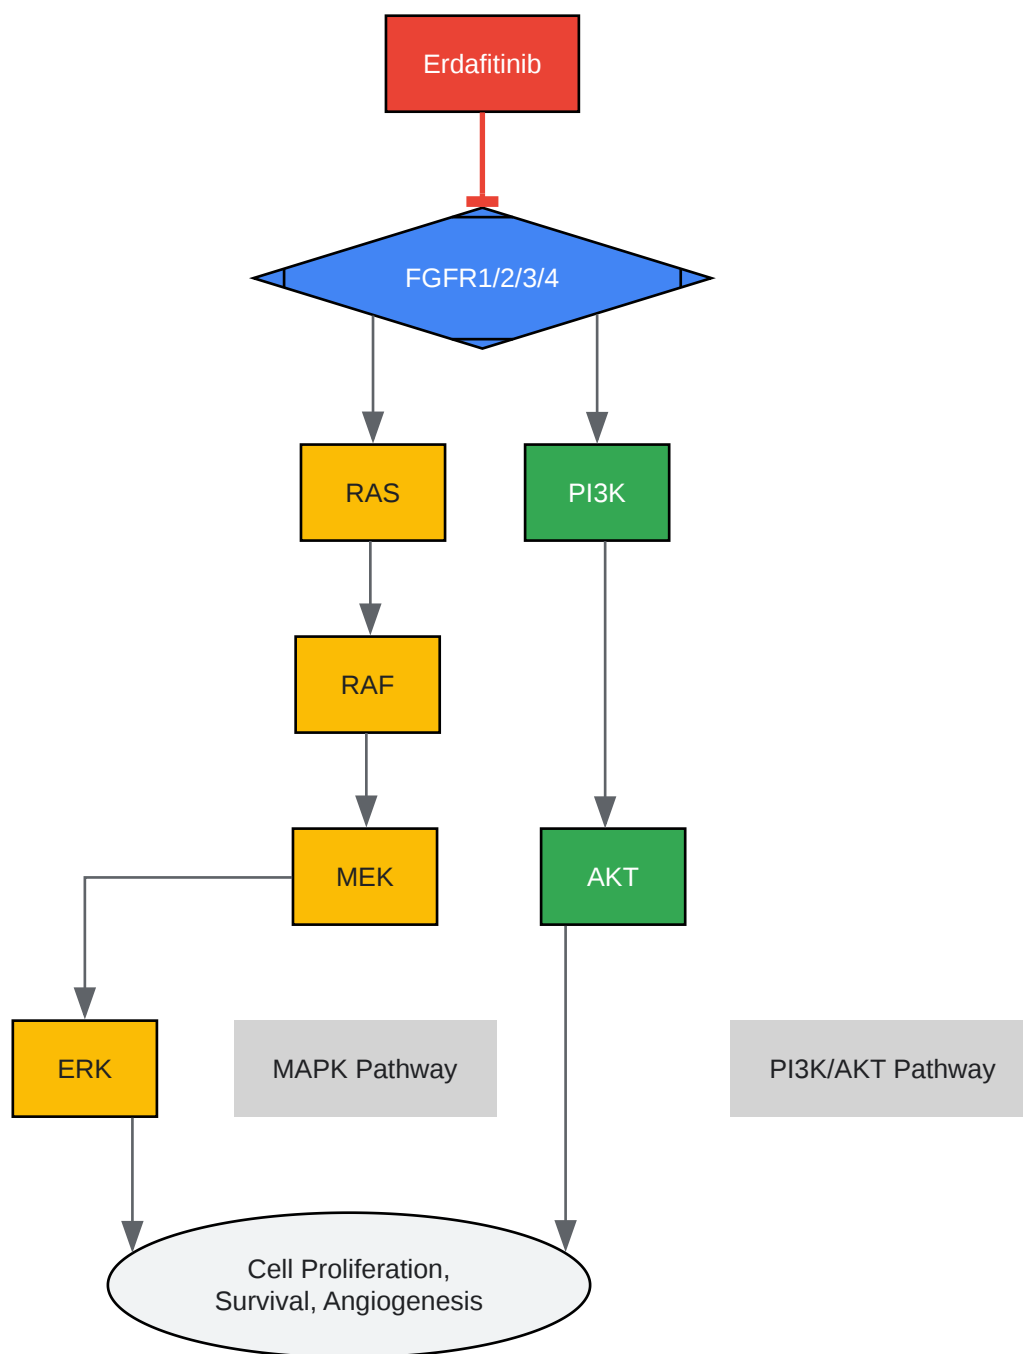 Erdafitinib
FGFR1/2/3/4
RAS
PI3K
RAF
MEK
AKT
ERK
MAPK Pathway
PI3K/AKT Pathway
Cell Proliferation,
Survival, Angiogenesis